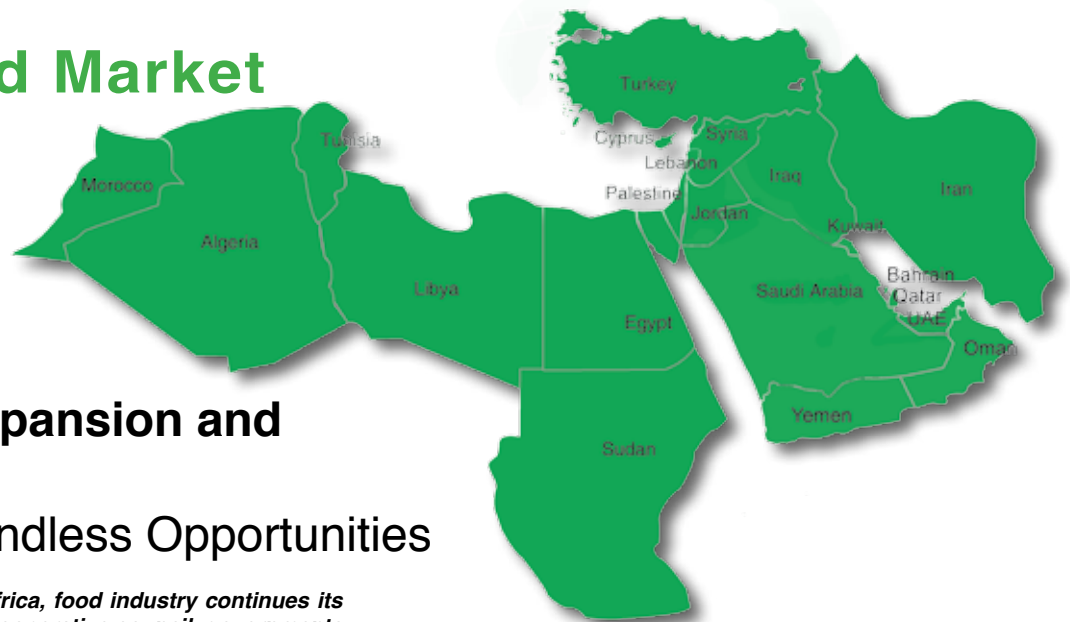 d Market
Turkey
Tunisia
Cyprus
Syria
Lebanon
Morocco
Iraq
Iran
Palestine
Jordan
Kuwait
Algeria
Bahrain
Libya
Saudi Arabia
Qatar
UAE
Egypt
Oman
Yemen
pansion and
Sudan
ndless Opportunities
frica, food industry continues its